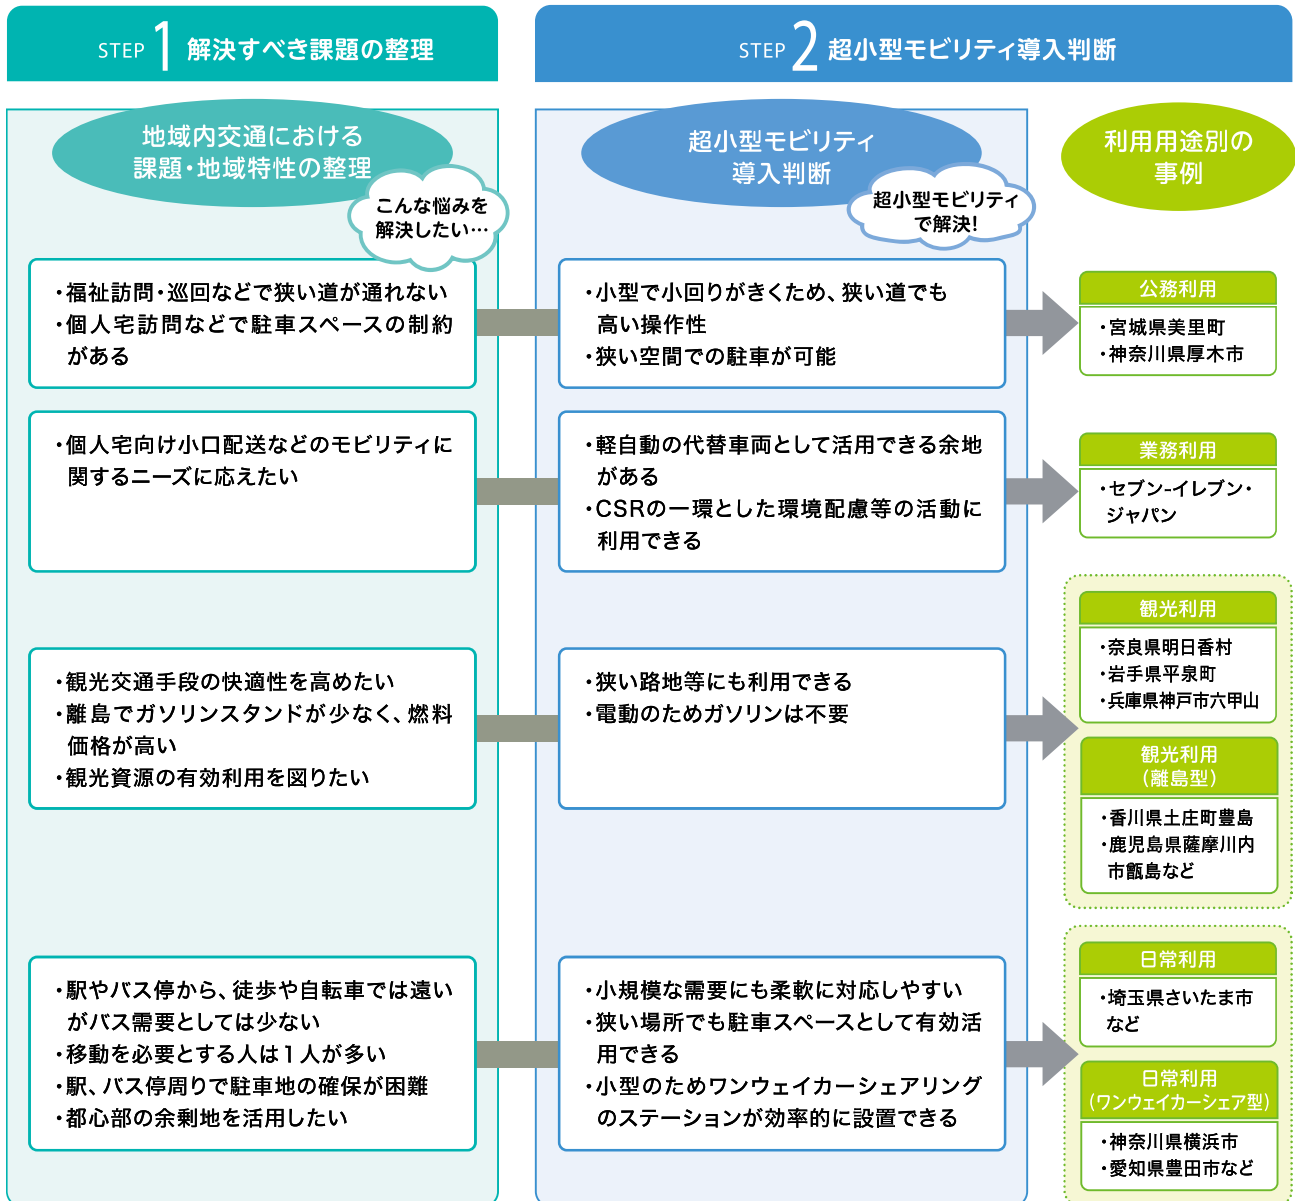 STEP 1 解決すべき課題の整理
STEP 2 超小型モビリティ導入判断
地域内交通における
課題・地域特性の整理
こんな悩みを
解決したい…
超小型モビリティ
導入判断
超小型モビリティ
で解決!
利用用途別の
事例
・福祉訪問・巡回などで狭い道が通れない
・個人宅訪問などで駐車スペースの制約
がある
・小型で小回りがきくため、狭い道でも
高い操作性
・狭い空間での駐車が可能
公務利用
・宮城県美里町
・神奈川県厚木市
・個人宅向け小口配送などのモビリティに
関するニーズに応えたい
・軽自動の代替車両として活用できる余地
がある
・CSRの一環とした環境配慮等の活動に
利用できる
業務利用
・セブン-イレブン・
ジャパン
・観光交通手段の快適性を高めたい
・離島でガソリンスタンドが少なく、燃料
価格が高い
・観光資源の有効利用を図りたい
・狭い路地等にも利用できる
・電動のためガソリンは不要
観光利用
・奈良県明日香村
・岩手県平泉町
・兵庫県神戸市六甲山
観光利用
(離島型)
・香川県土庄町豊島
・鹿児島県薩摩川内
市甑島など
・駅やバス停から、徒歩や自転車では遠い
がバス需要としては少ない
・移動を必要とする人は1人が多い
・駅、バス停周りで駐車地の確保が困難
・都心部の余剰地を活用したい
・小規模な需要にも柔軟に対応しやすい
・狭い場所でも駐車スペースとして有効活
用できる
・小型のためワンウェイカーシェアリング
のステーションが効率的に設置できる
日常利用
・埼玉県さいたま市
など
日常利用
(ワンウェイカーシェア型)
・神奈川県横浜市
・愛知県豊田市など